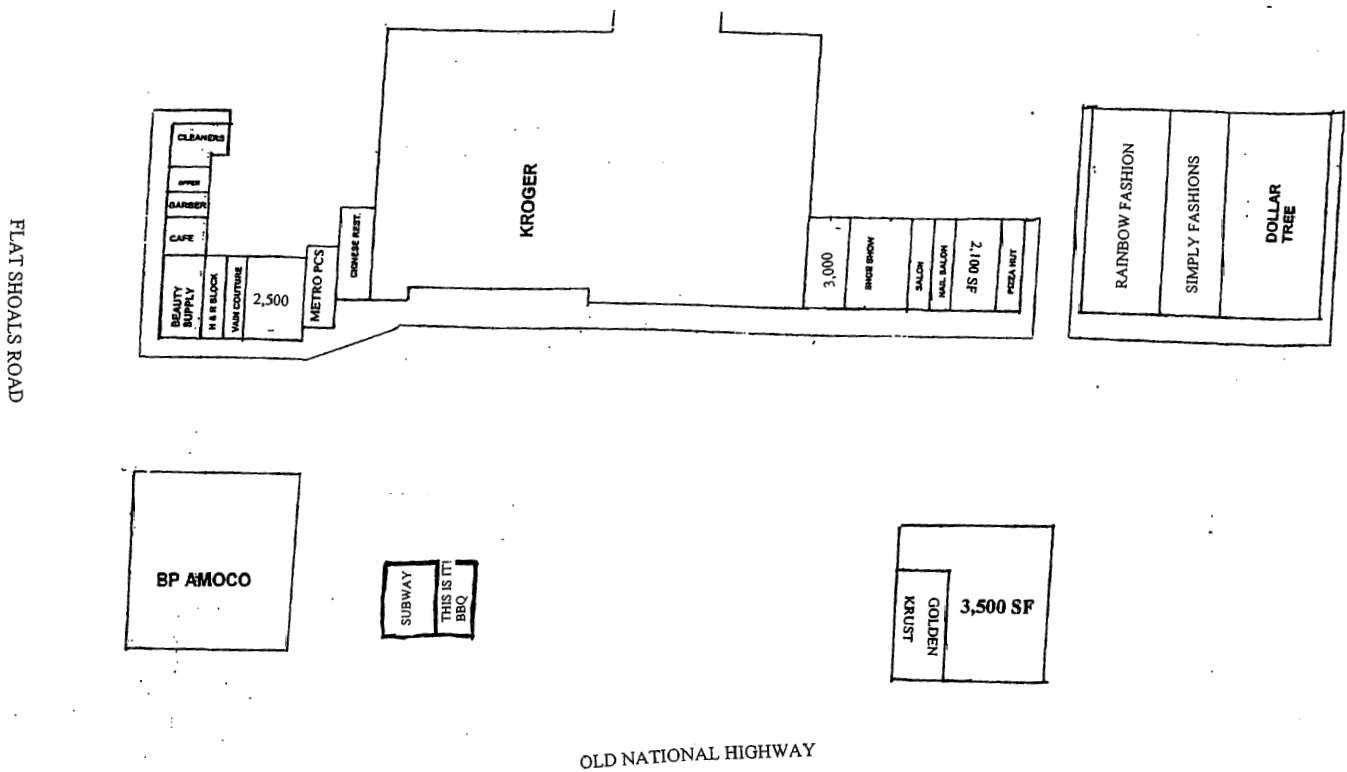 FLAT SHOALS ROAD
CLEANERS
BARBER
CAFE
BEAUTY
SUPPLY
H & R BLOCK
VAIN COUTURE
2,500
METRO PCS
CHINESE REST.
KROGER
3,000
SHOE SHOW
SALON
NAIL SALON
2,100 SF
PIZZA HUT
RAINBOW FASHION
SIMPLY FASHIONS
DOLLAR
TREE
BP AMOCO
SUBWAY
THIS IS IT!
BBQ
GOLDEN
KRUST
3,500 SF
OLD NATIONAL HIGHWAY